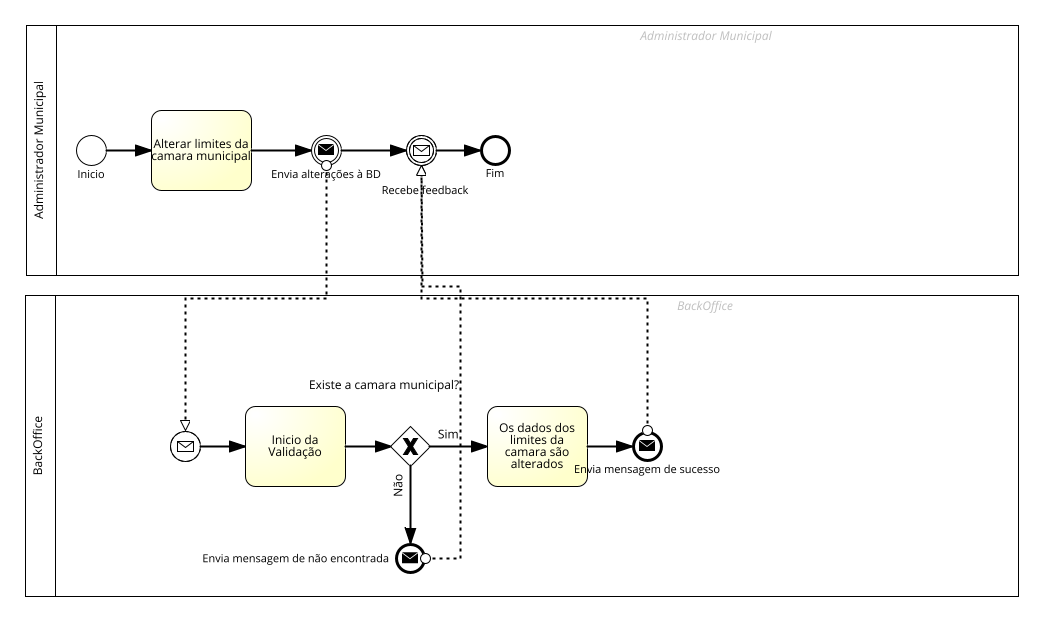 Administrador Municipal
Administrador Municipal
Alterar limites da
camara municipal
Inicio
Envia alterações à BD
Recebe feedback
Fim
BackOffice
BackOffice
Existe a camara municipal?
Inicio da
Validação
Sim
Não
Os dados dos
limites da
camara são
alterados
Envia mensagem de sucesso
Envia mensagem de não encontrada